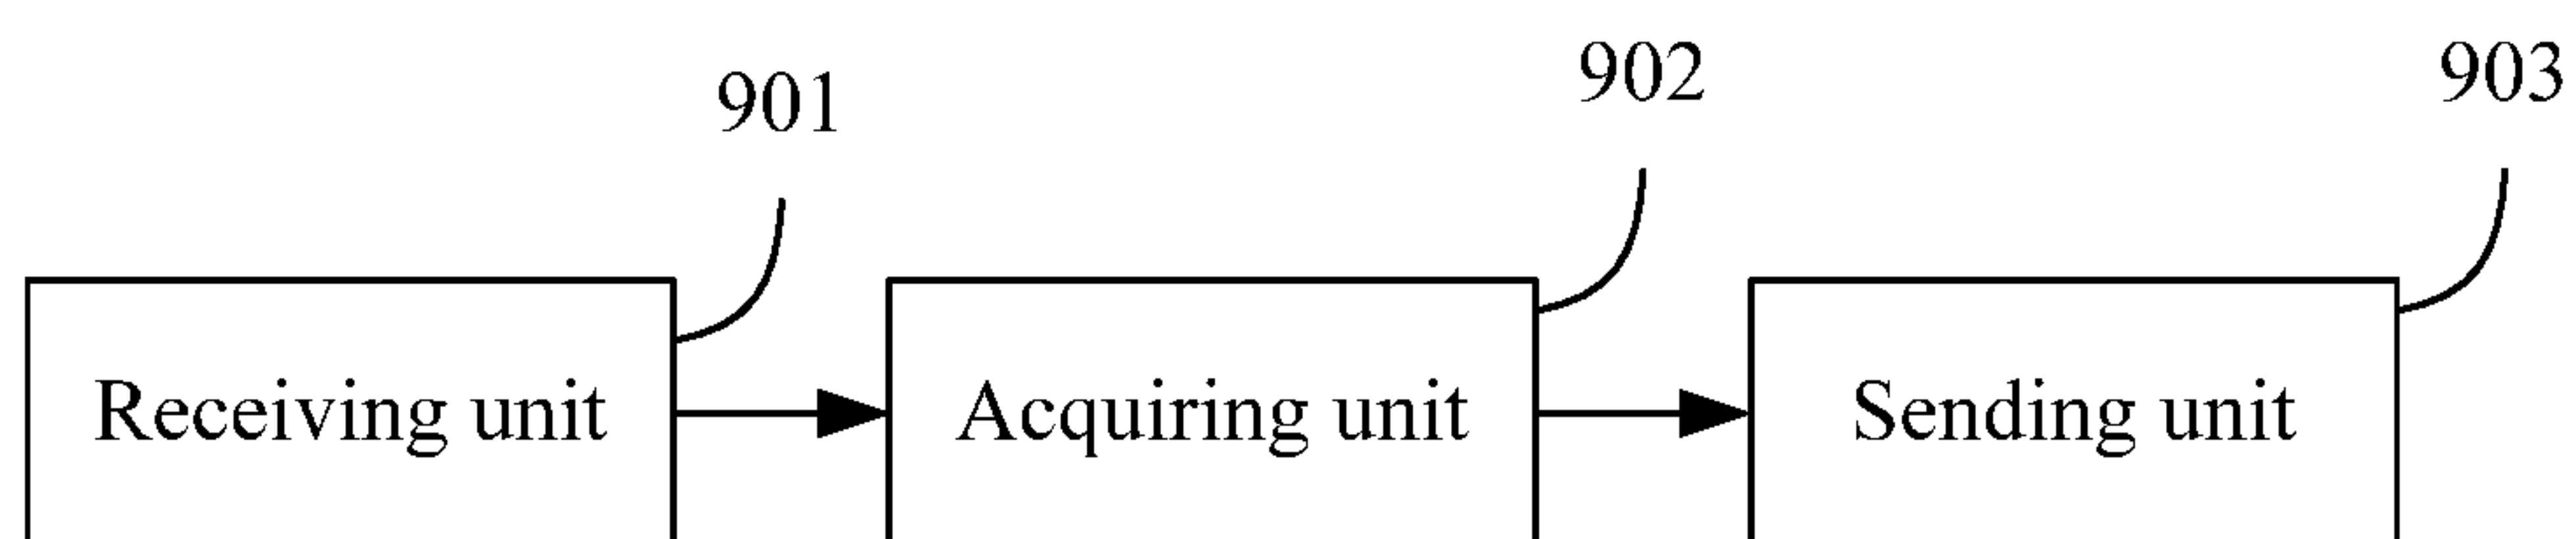 901
902
903
Receiving unit
Acquiring unit
Sending unit